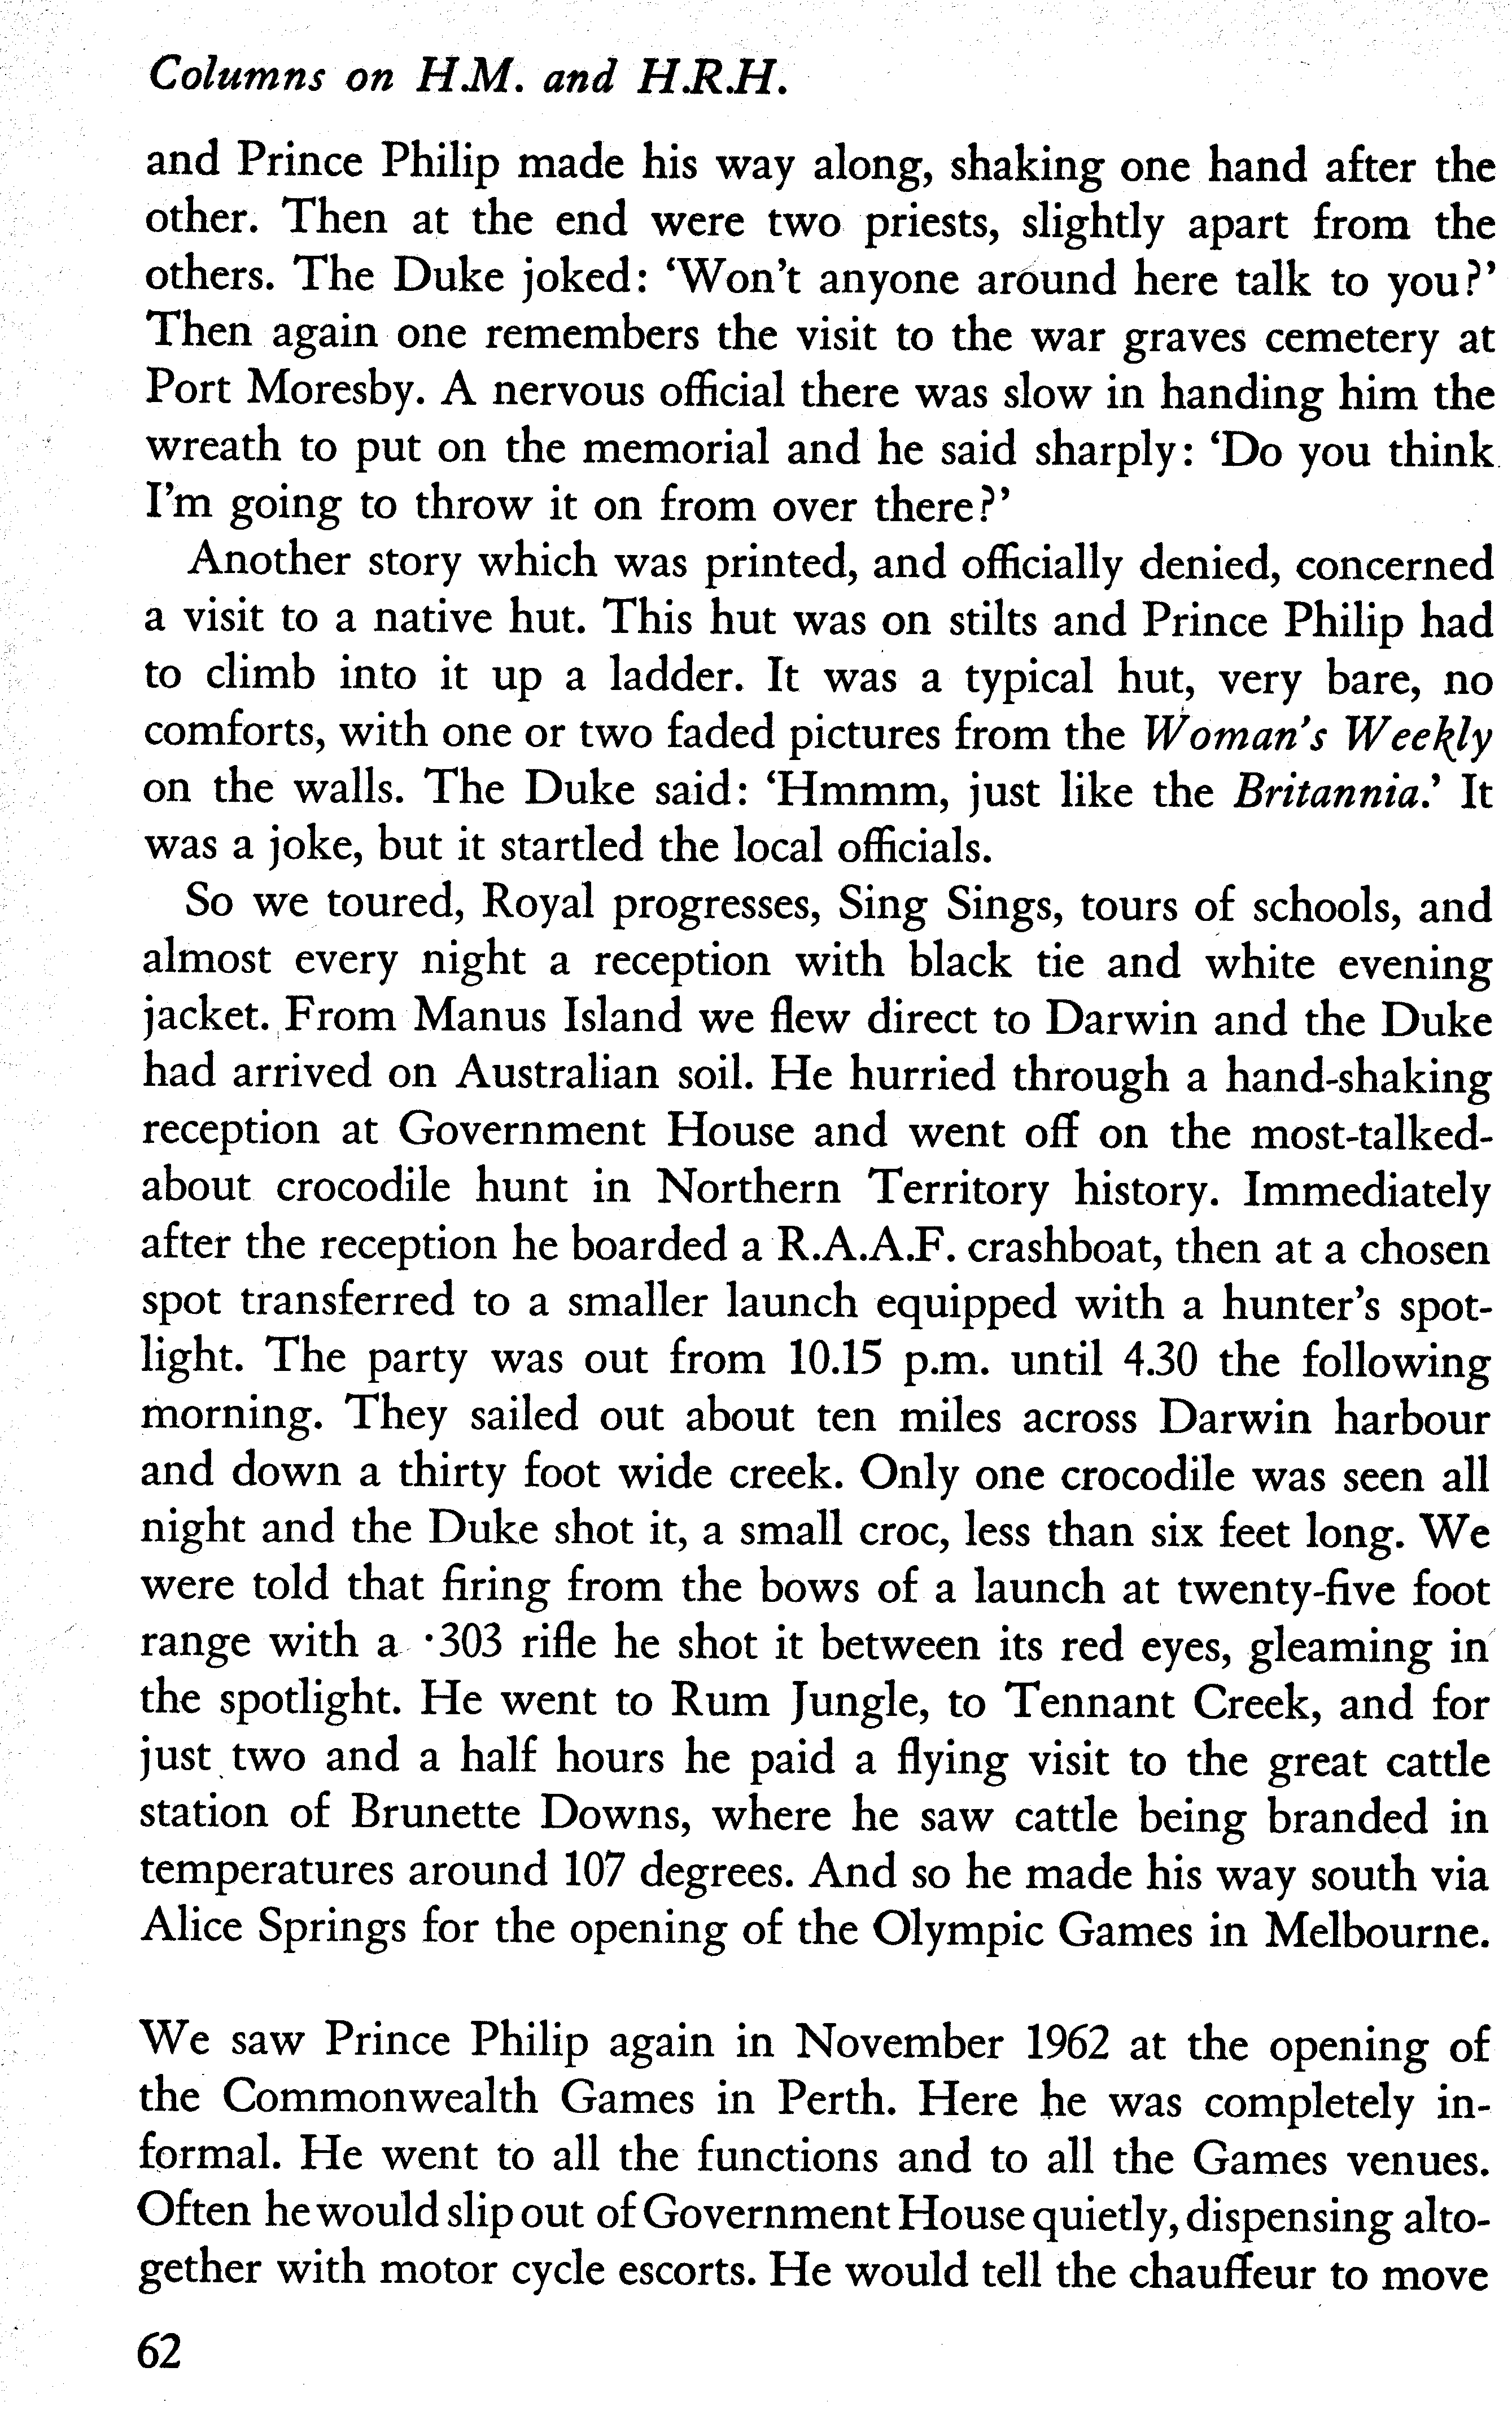 Columns on H.M. and H.R.H.
and Prince Philip made his way along, shaking one hand after the
other. Then at the end were two priests, slightly apart from the
others. The Duke joked: ‘Won’t anyone around here talk to you?’
Then again one remembers the visit to the war graves cemetery at
Port Moresby. A nervous official there was slow in handing him the
wreath to put on the memorial and he said sharply: ‘Do you think
I’m going to throw it on from over there?’
Another story which was printed, and officially denied, concerned
a visit to a native hut. This hut was on stilts and Prince Philip had
to climb into it up a ladder. It was a typical hut, very bare, no
comforts, with one or two faded pictures from the Woman’s Weekly
on the walls. The Duke said: ‘Hmmm, just like the Britannia.’ It
was a joke, but it startled the local officials.
So we toured, Royal progresses, Sing Sings, tours of schools, and
almost every night a reception with black tie and white evening
jacket. From Manus Island we flew direct to Darwin and the Duke
had arrived on Australian soil. He hurried through a hand-shaking
reception at Government House and went off on the most-talked-
about crocodile hunt in Northern Territory history. Immediately
after the reception he boarded a R.A.A.F. crashboat, then at a chosen
spot transferred to a smaller launch equipped with a hunter’s spot-
light. The party was out from 10.15 p.m. until 4.30 the following
morning. They sailed out about ten miles across Darwin harbour
and down a thirty foot wide creek. Only one crocodile was seen all
night and the Duke shot it, a small croc, less than six feet long. We
were told that firing from the bows of a launch at twenty-five foot
range with a ·303 rifle he shot it between its red eyes, gleaming in
the spotlight. He went to Rum Jungle, to Tennant Creek, and for
just two and a half hours he paid a flying visit to the great cattle
station of Brunette Downs, where he saw cattle being branded in
temperatures around 107 degrees. And so he made his way south via
Alice Springs for the opening of the Olympic Games in Melbourne.
We saw Prince Philip again in November 1962 at the opening of
the Commonwealth Games in Perth. Here he was completely in-
formal. He went to all the functions and to all the Games venues.
Often he would slip out of Government House quietly, dispensing alto-
gether with motor cycle escorts. He would tell the chauffeur to move
62